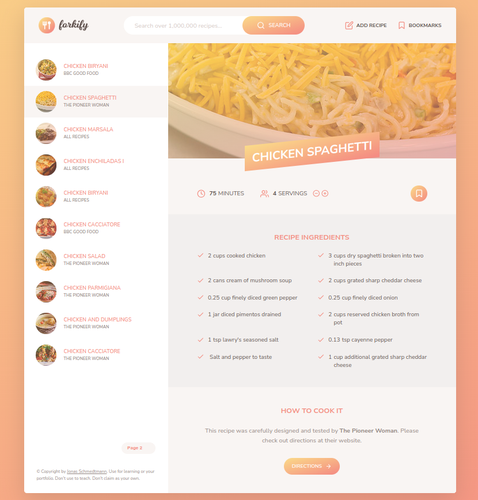 forkify
Search over 1,000,000 recipes...
SEARCH
ADD RECIPE
BOOKMARKS
CHICKEN BIRYANI
BBC GOOD FOOD
CHICKEN SPAGHETTI
THE PIONEER WOMAN
CHICKEN MARSALA
ALL RECIPES
CHICKEN ENCHILADAS I
ALL RECIPES
CHICKEN BIRYANI
ALL RECIPES
CHICKEN CACCIATORE
BBC GOOD FOOD
CHICKEN SALAD
THE PIONEER WOMAN
CHICKEN PARMIGIANA
THE PIONEER WOMAN
CHICKEN AND DUMPLINGS
THE PIONEER WOMAN
CHICKEN CACCIATORE
THE PIONEER WOMAN
Page 2
© Copyright by Jonas Schmedtmann. Use for learning or your
portfolio. Don't use to teach. Don't claim as your own.
CHICKEN SPAGHETTI
75 MINUTES
4 SERVINGS
RECIPE INGREDIENTS
2 cups cooked chicken
3 cups dry spaghetti broken into two
inch pieces
2 cans cream of mushroom soup
2 cups grated sharp cheddar cheese
0.25 cup finely diced green pepper
0.25 cup finely diced onion
1 jar diced pimentos drained
2 cups reserved chicken broth from
pot
1 tsp lawry's seasoned salt
0.13 tsp cayenne pepper
Salt and pepper to taste
1 cup additional grated sharp cheddar
cheese
HOW TO COOK IT
This recipe was carefully designed and tested by The Pioneer Woman. Please
check out directions at their website.
DIRECTIONS →